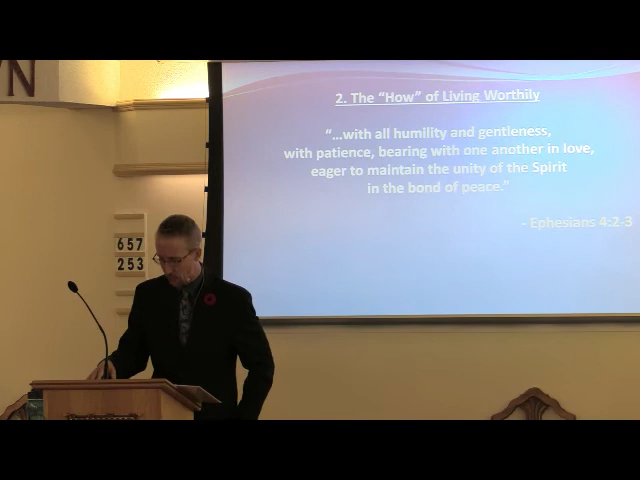 WN
2. The “How” of Living Worthily
“...with all humility and gentleness,
with patience, bearing with one another in love,
eager to maintain the unity of the Spirit
in the bond of peace.”
- Ephesians 4:2-3
657
253